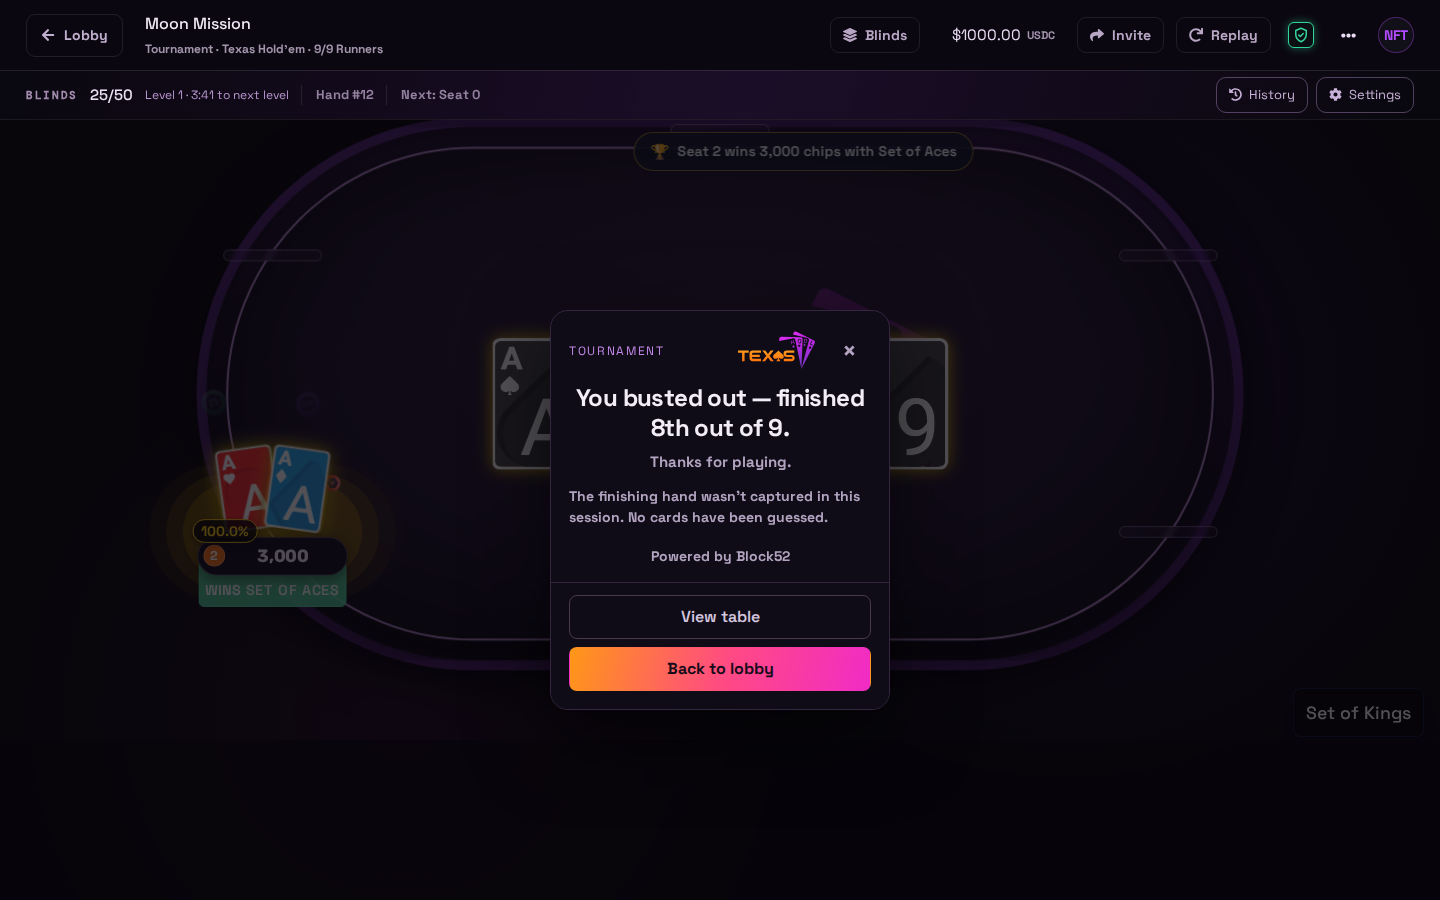 Lobby
Moon Mission
Tournament · Texas Hold'em · 9/9 Runners
Blinds
$1000.00 USDC
Invite
Replay
NFT
BLINDS 25/50 Level 1 · 3:41 to next level
Hand #12
Next: Seat 0
History
Settings
Seat 2 wins 3,000 chips with Set of Aces
A
A
9
TOURNAMENT
TEXAS
You busted out — finished
8th out of 9.
Thanks for playing.
The finishing hand wasn't captured in this
session. No cards have been guessed.
Powered by Block52
View table
Back to lobby
A
A
A
A
100.0%
2
3,000
WINS SET OF ACES
Set of Kings